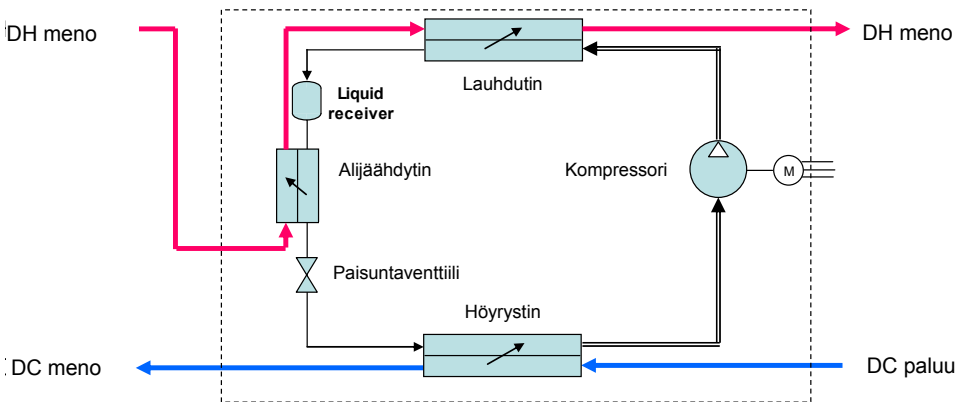 DH meno
DH meno
Lauhdutin
Liquid
receiver
Alijäähdytin
Kompressori
M
Paisuntaventtiili
Höyrystin
DC meno
DC paluu